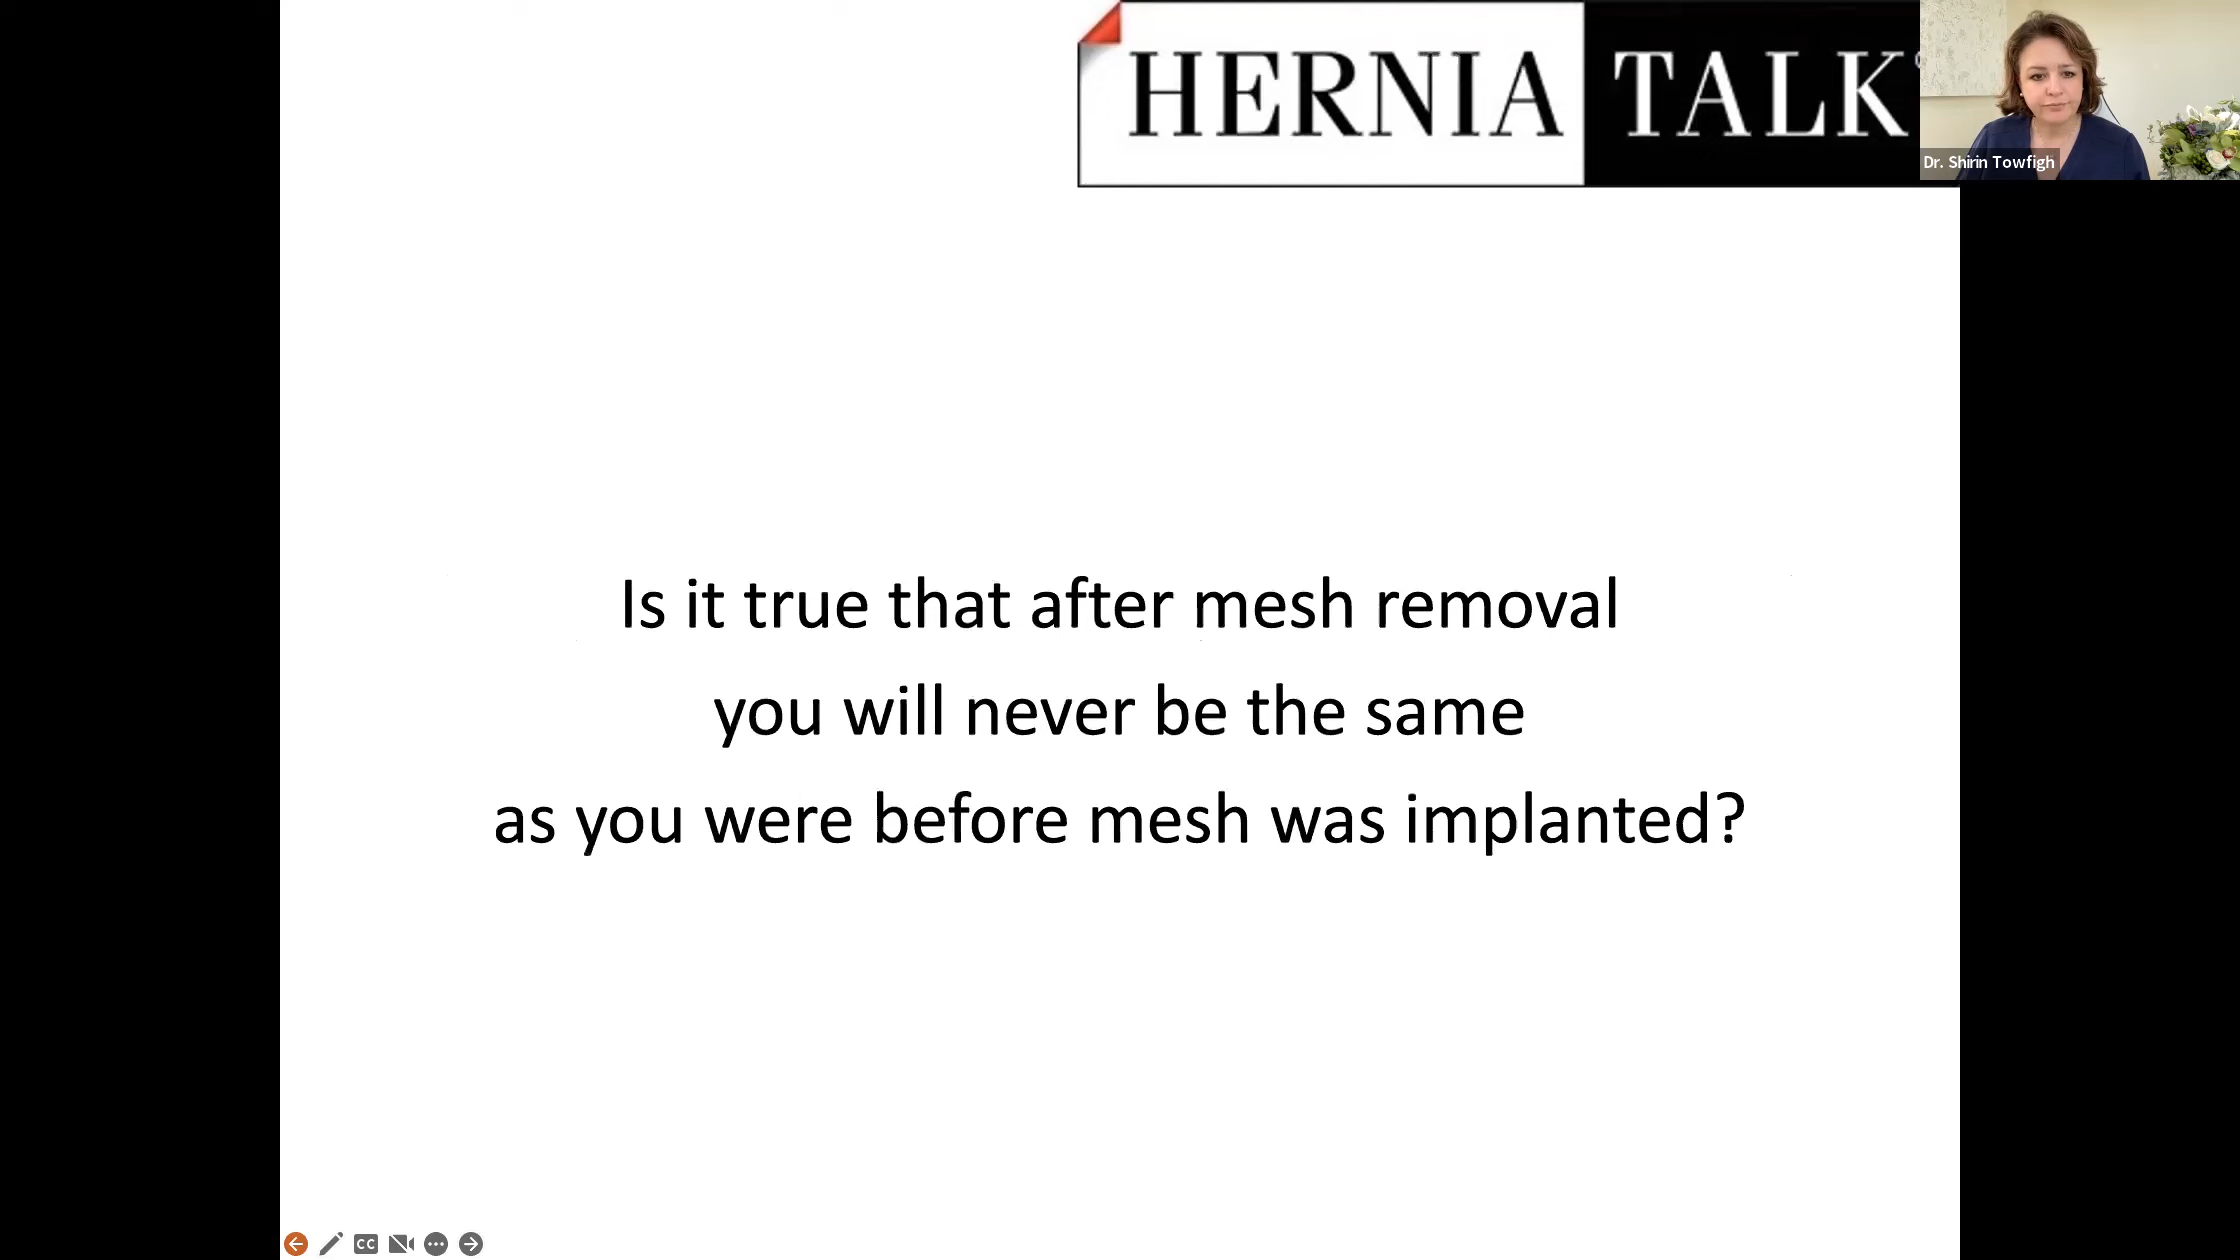 HERNIA TALK
Dr. Shirin Towfigh
Is it true that after mesh removal
you will never be the same
as you were before mesh was implanted?
CC